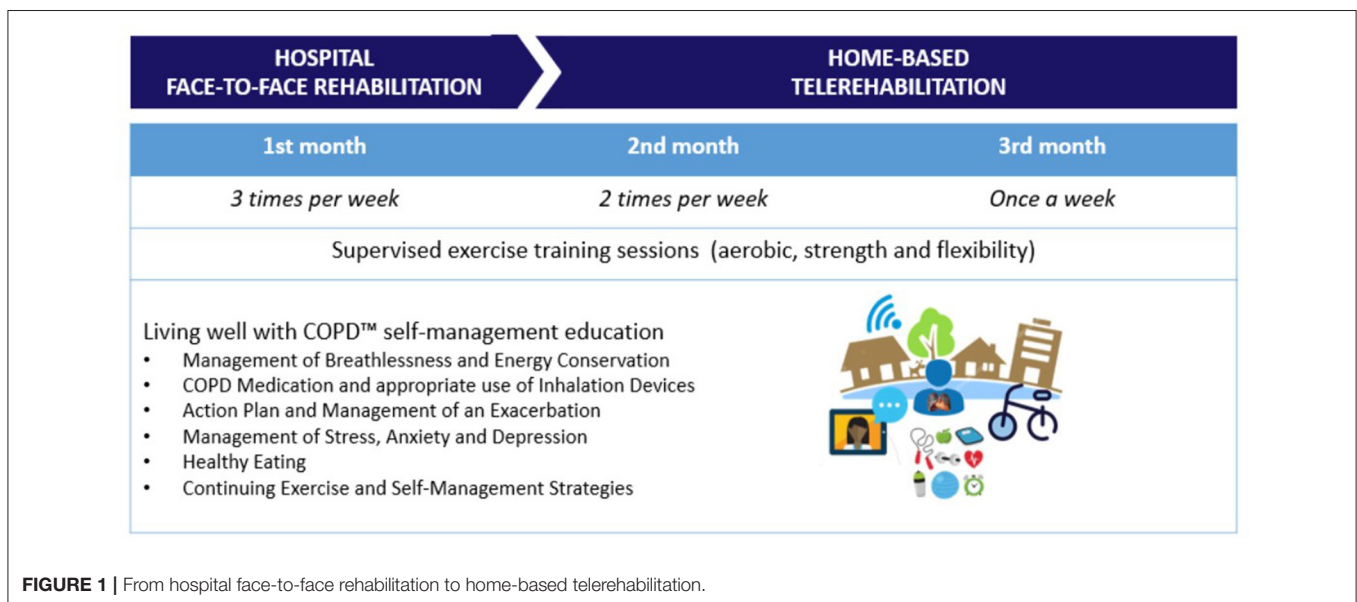 HOSPITAL
FACE-TO-FACE REHABILITATION
HOME-BASED
TELEREHABILITATION
1st month
2nd month
3rd month
3 times per week
2 times per week
Once a week
Supervised exercise training sessions (aerobic, strength and flexibility)
Living well with COPD™ self-management education
• Management of Breathlessness and Energy Conservation
• COPD Medication and appropriate use of Inhalation Devices
• Action Plan and Management of an Exacerbation
• Management of Stress, Anxiety and Depression
• Healthy Eating
• Continuing Exercise and Self-Management Strategies
FIGURE 1 | From hospital face-to-face rehabilitation to home-based telerehabilitation.